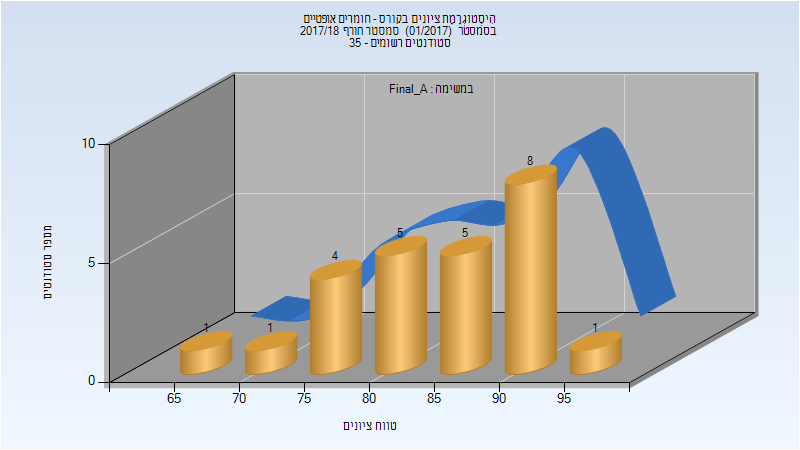 היסטוגרמת ציונים בקורס - חומרים אופטיים
בסמסטר (01/2017) סמסטר חורף 2017/18
סטודנטים רשומים - 35
במשימה : Final_A
10
5
0
מספר סטודנטים
1
1
4
5
5
8
1
65
70
75
80
85
90
95
טווח ציונים